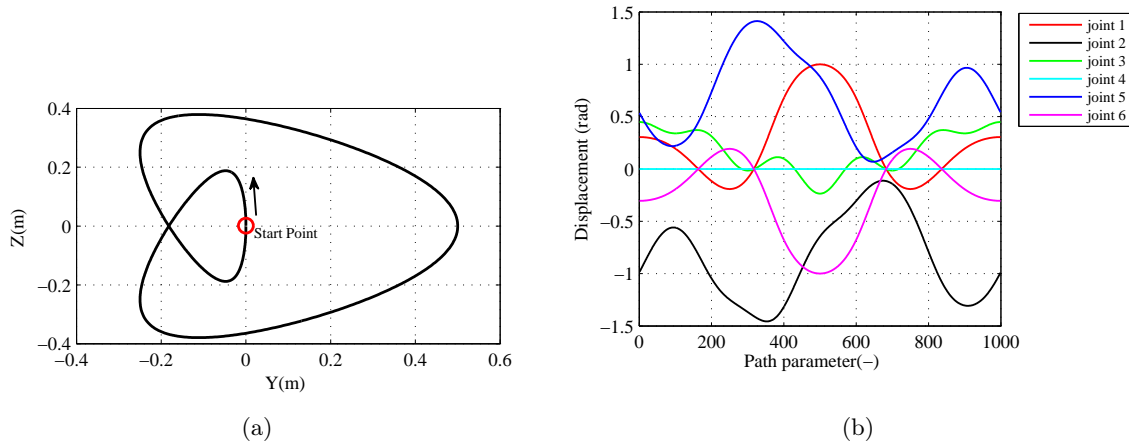 0.4
0.2
0
−0.2
−0.4
−0.4
−0.2
0
0.2
0.4
0.6
Z(m)
Y(m)
Start Point
(a)
1.5
1
0.5
0
−0.5
−1
−1.5
0
200
400
600
800
1000
Displacement (rad)
Path parameter(−)
joint 1
joint 2
joint 3
joint 4
joint 5
joint 6
(b)